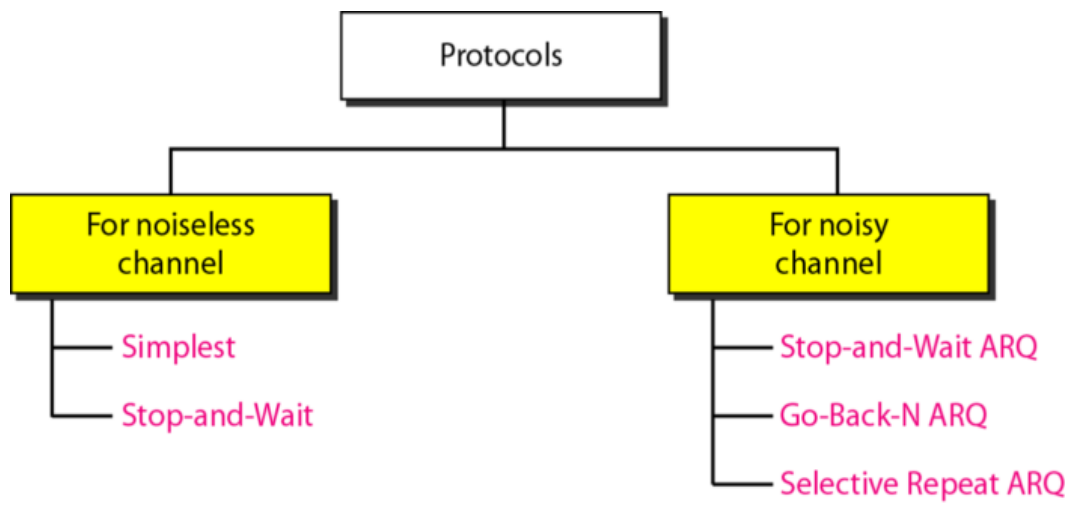 Protocols
For noiseless
channel
Simplest
Stop-and-Wait
For noisy
channel
Stop-and-Wait ARQ
Go-Back-N ARQ
Selective Repeat ARQ